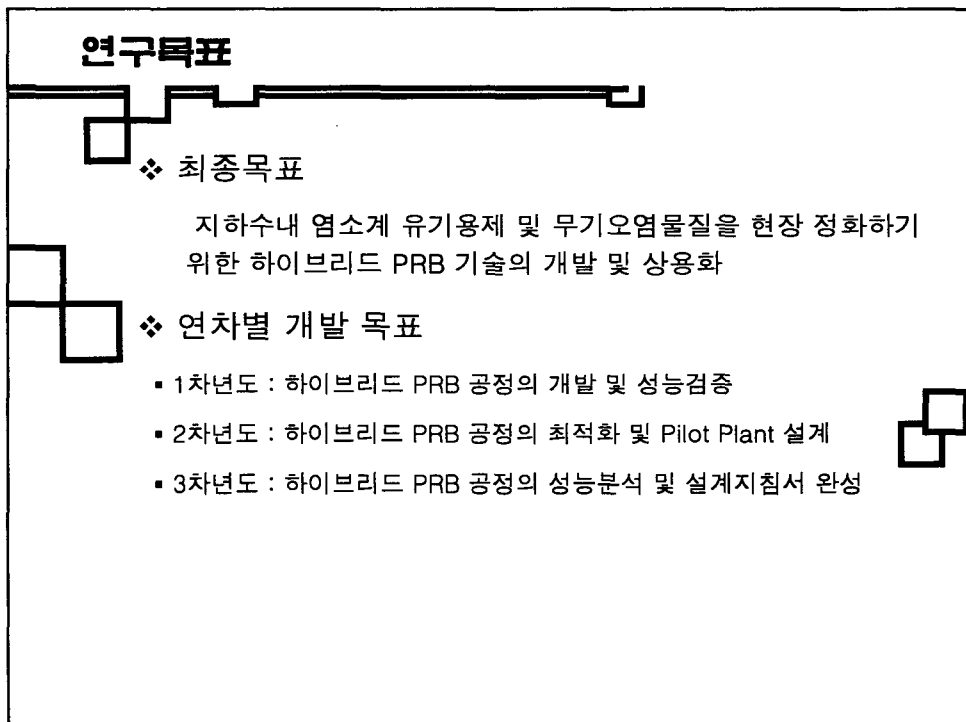 연구목표
❖ 최종목표
지하수내 염소계 유기용제 및 무기오염물질을 현장 정화하기
위한 하이브리드 PRB 기술의 개발 및 상용화
❖ 연차별 개발 목표
▪ 1차년도 : 하이브리드 PRB 공정의 개발 및 성능검증
▪ 2차년도 : 하이브리드 PRB 공정의 최적화 및 Pilot Plant 설계
▪ 3차년도 : 하이브리드 PRB 공정의 성능분석 및 설계지침서 완성